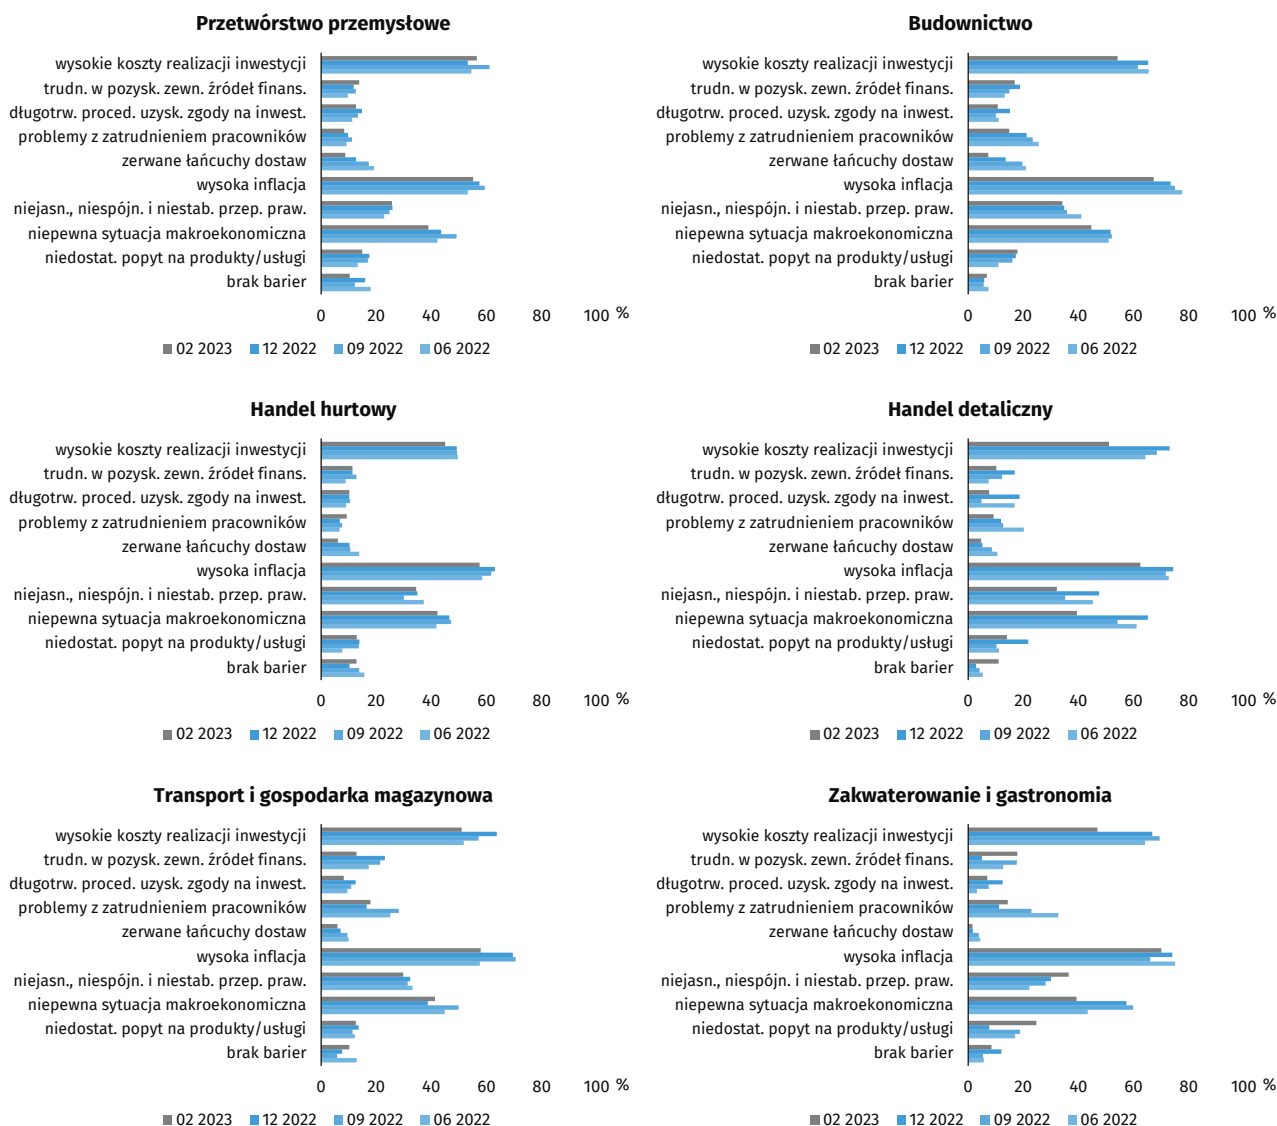 Przetwórstwo przemysłowe
wysokie koszty realizacji inwestycji
trudn. w pozysk. zewn. źródeł finans.
długotrw. proced. uzysk. zgody na inwest.
problemy z zatrudnieniem pracowników
zerwane łańcuchy dostaw
wysoka inflacja
niejasn., niespójn. i niestab. przep. praw.
niepewna sytuacja makroekonomiczna
niedostat. popyt na produkty/usługi
brak barier
0 20 40 60 80 100 %
02 2023 12 2022 09 2022 06 2022
Budownictwo
wysokie koszty realizacji inwestycji
trudn. w pozysk. zewn. źródeł finans.
długotrw. proced. uzysk. zgody na inwest.
problemy z zatrudnieniem pracowników
zerwane łańcuchy dostaw
wysoka inflacja
niejasn., niespójn. i niestab. przep. praw.
niepewna sytuacja makroekonomiczna
niedostat. popyt na produkty/usługi
brak barier
0 20 40 60 80 100 %
02 2023 12 2022 09 2022 06 2022
Handel hurtowy
wysokie koszty realizacji inwestycji
trudn. w pozysk. zewn. źródeł finans.
długotrw. proced. uzysk. zgody na inwest.
problemy z zatrudnieniem pracowników
zerwane łańcuchy dostaw
wysoka inflacja
niejasn., niespójn. i niestab. przep. praw.
niepewna sytuacja makroekonomiczna
niedostat. popyt na produkty/usługi
brak barier
0 20 40 60 80 100 %
02 2023 12 2022 09 2022 06 2022
Handel detaliczny
wysokie koszty realizacji inwestycji
trudn. w pozysk. zewn. źródeł finans.
długotrw. proced. uzysk. zgody na inwest.
problemy z zatrudnieniem pracowników
zerwane łańcuchy dostaw
wysoka inflacja
niejasn., niespójn. i niestab. przep. praw.
niepewna sytuacja makroekonomiczna
niedostat. popyt na produkty/usługi
brak barier
0 20 40 60 80 100 %
02 2023 12 2022 09 2022 06 2022
Transport i gospodarka magazynowa
wysokie koszty realizacji inwestycji
trudn. w pozysk. zewn. źródeł finans.
długotrw. proced. uzysk. zgody na inwest.
problemy z zatrudnieniem pracowników
zerwane łańcuchy dostaw
wysoka inflacja
niejasn., niespójn. i niestab. przep. praw.
niepewna sytuacja makroekonomiczna
niedostat. popyt na produkty/usługi
brak barier
0 20 40 60 80 100 %
02 2023 12 2022 09 2022 06 2022
Zakwaterowanie i gastronomia
wysokie koszty realizacji inwestycji
trudn. w pozysk. zewn. źródeł finans.
długotrw. proced. uzysk. zgody na inwest.
problemy z zatrudnieniem pracowników
zerwane łańcuchy dostaw
wysoka inflacja
niejasn., niespójn. i niestab. przep. praw.
niepewna sytuacja makroekonomiczna
niedostat. popyt na produkty/usługi
brak barier
0 20 40 60 80 100 %
02 2023 12 2022 09 2022 06 2022